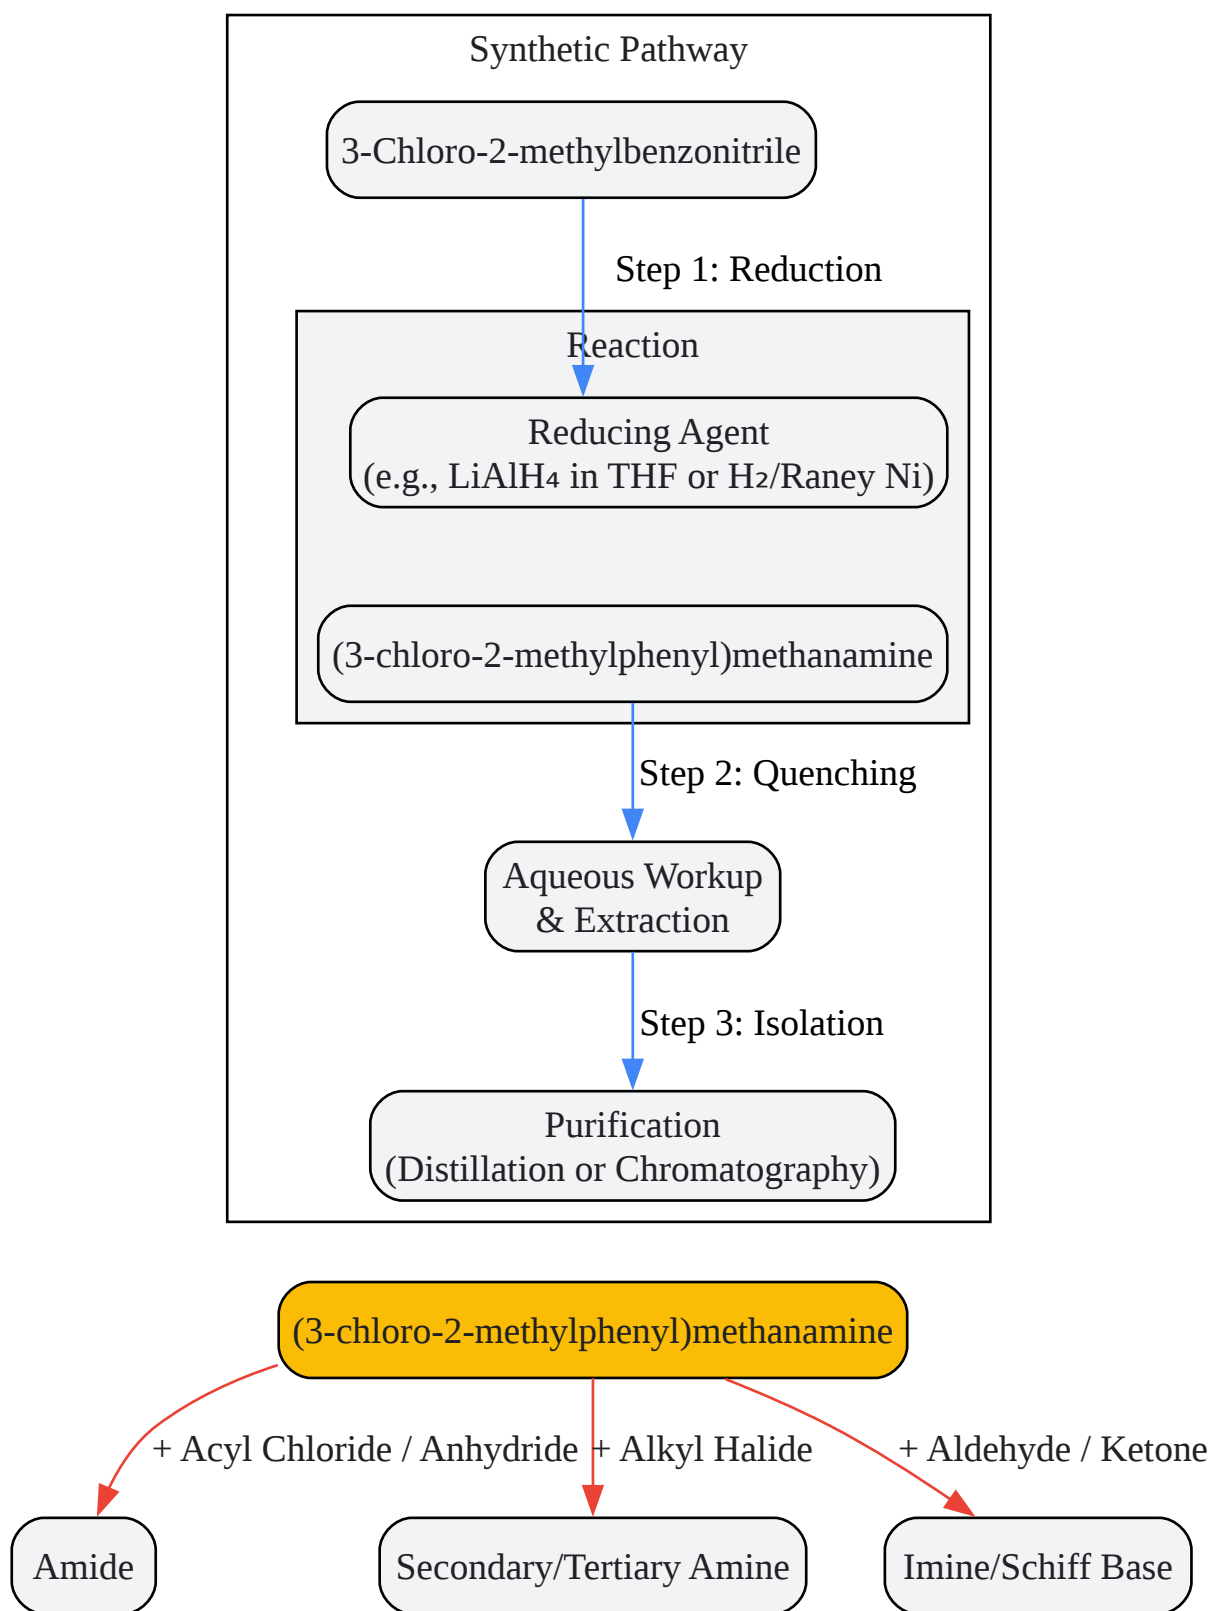 Synthetic Pathway
3-Chloro-2-methylbenzonitrile
Step 1: Reduction
Reaction
Reducing Agent
(e.g., LiAlH₄ in THF or H₂/Raney Ni)
(3-chloro-2-methylphenyl)methanamine
Step 2: Quenching
Aqueous Workup
& Extraction
Step 3: Isolation
Purification
(Distillation or Chromatography)
(3-chloro-2-methylphenyl)methanamine
+ Acyl Chloride / Anhydride
+ Alkyl Halide
+ Aldehyde / Ketone
Amide
Secondary/Tertiary Amine
Imine/Schiff Base